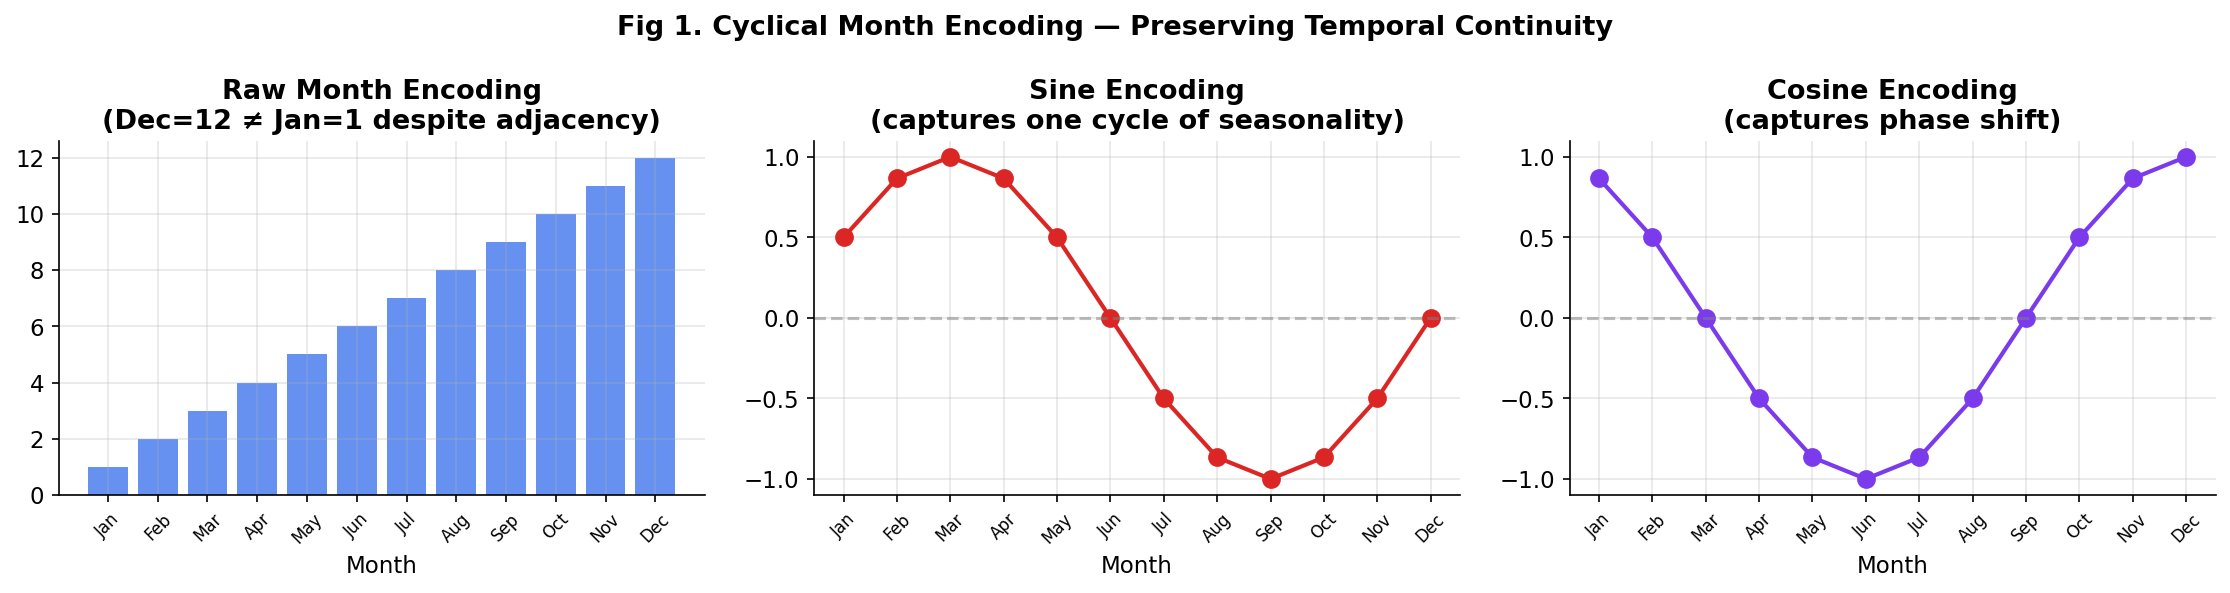 Fig 1. Cyclical Month Encoding — Preserving Temporal Continuity
Raw Month Encoding
(Dec=12 ≠ Jan=1 despite adjacency)
12
10
8
6
4
2
0
Jan Feb Mar Apr May Jun Jul Aug Sep Oct Nov Dec
Month
Sine Encoding
(captures one cycle of seasonality)
1.0
0.5
0.0
−0.5
−1.0
Jan Feb Mar Apr May Jun Jul Aug Sep Oct Nov Dec
Month
Cosine Encoding
(captures phase shift)
1.0
0.5
0.0
−0.5
−1.0
Jan Feb Mar Apr May Jun Jul Aug Sep Oct Nov Dec
Month